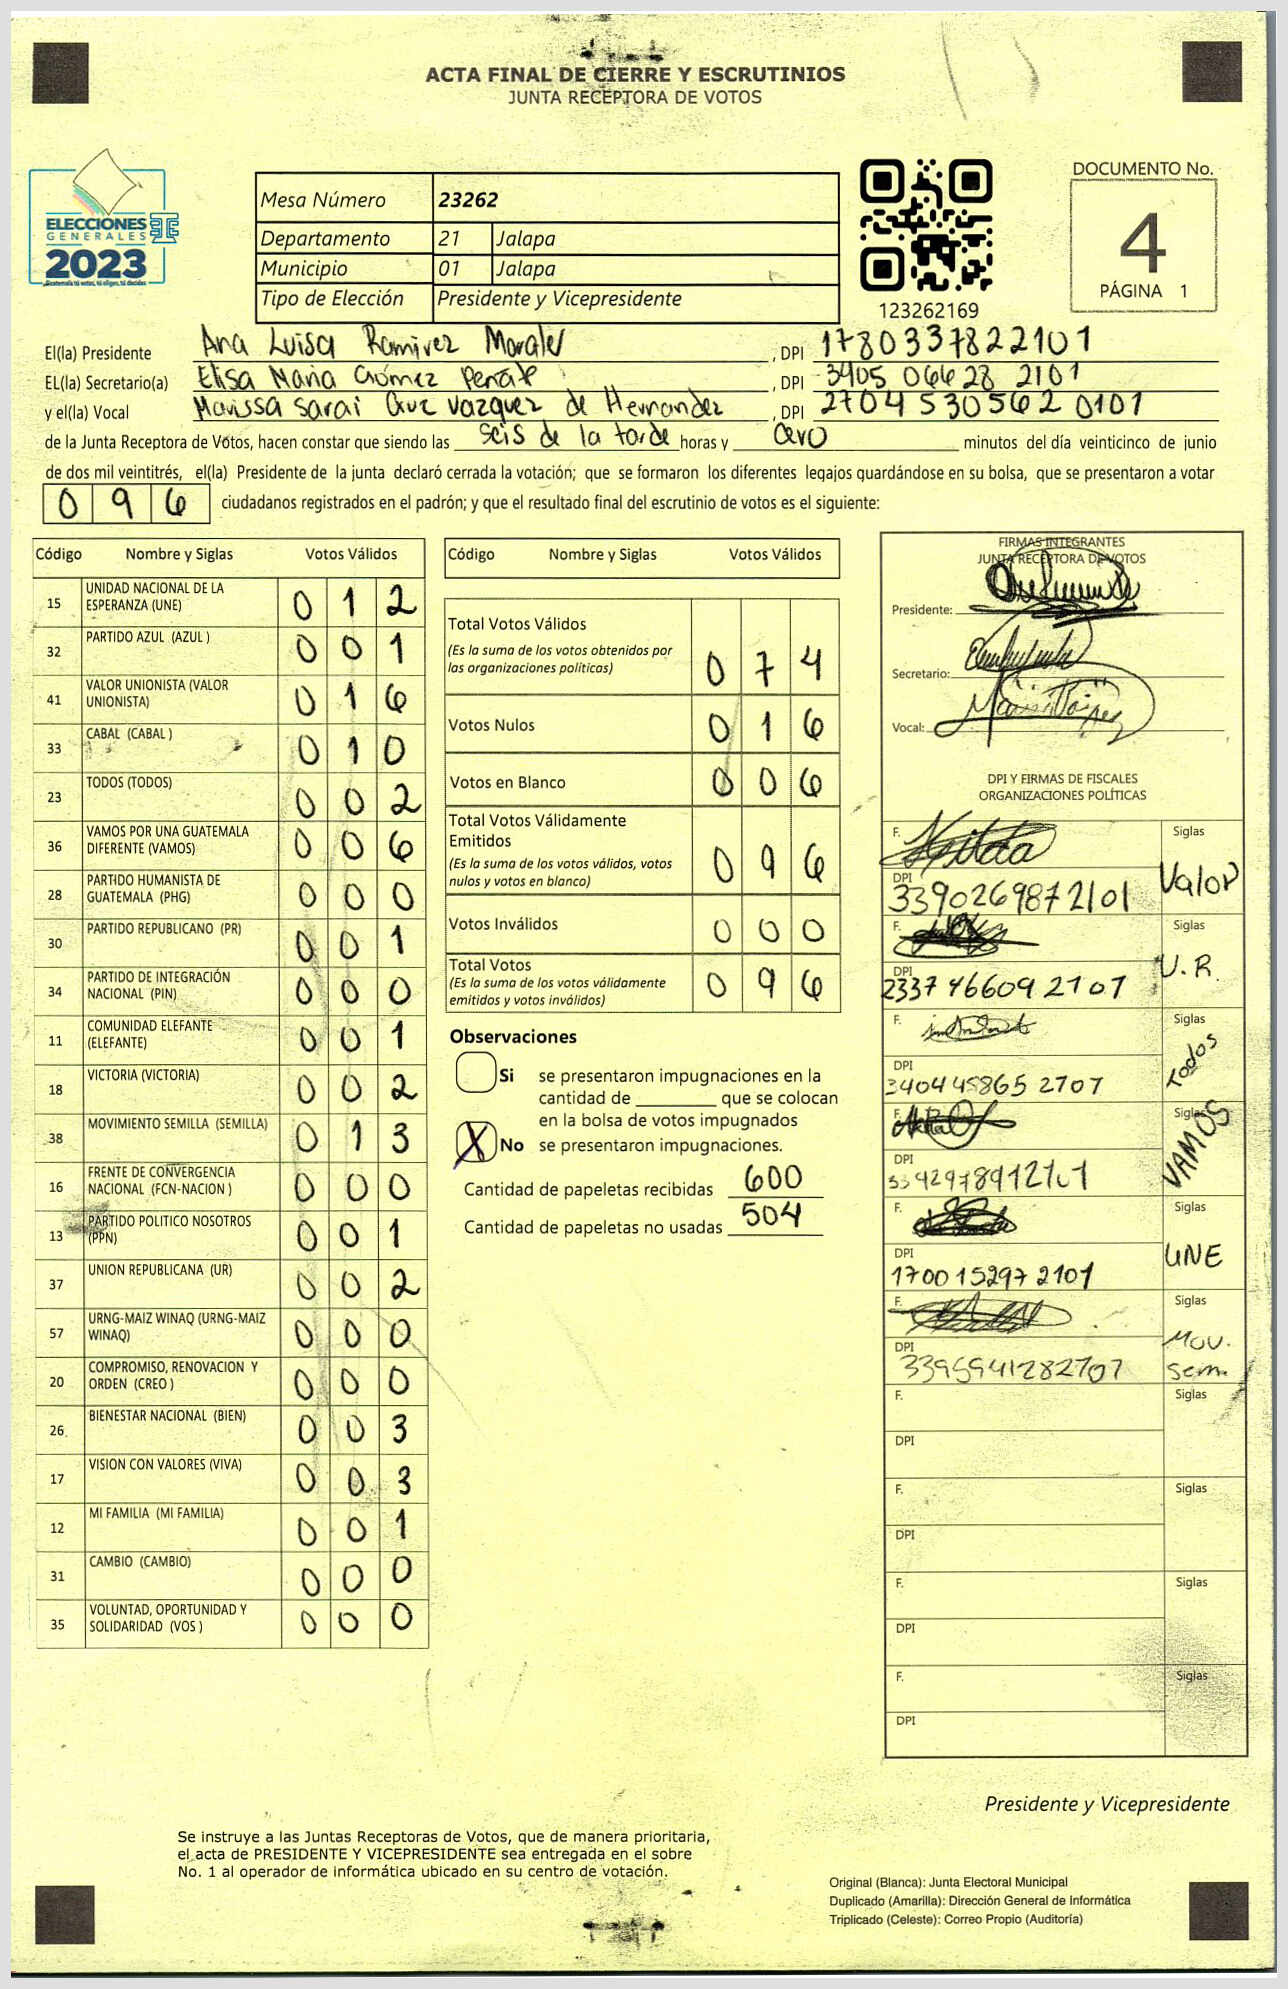 ACTA FINAL DE CIERRE Y ESCRUTINIOS
JUNTA RECEPTORA DE VOTOS
ELECCIONES
GENERALES
2023
Guatemala tú votas, tú eliges, tú decides
Mesa Número 23262
Departamento 21 Jalapa
Municipio 01 Jalapa
Tipo de Elección Presidente y Vicepresidente
123262169
DOCUMENTO No.
4
PÁGINA 1
El(la) Presidente Ana Luisa Ramirez Morales, DPI 1780337822101
EL(la) Secretario(a) Elisa Maria Gómez Peñate, DPI 3405 06628 2101
y el(la) Vocal Marissa Sarai Cruz Vazquez de Hernandez, DPI 2704 53056 2 0101
de la Junta Receptora de Votos, hacen constar que siendo las seis de la tarde horas y cero minutos del día veinticinco de junio
de dos mil veintitrés, el(la) Presidente de la junta declaró cerrada la votación; que se formaron los diferentes legajos guardándose en su bolsa, que se presentaron a votar
096 ciudadanos registrados en el padrón; y que el resultado final del escrutinio de votos es el siguiente:
Código Nombre y Siglas Votos Válidos
15 UNIDAD NACIONAL DE LA ESPERANZA (UNE) 0 1 2
32 PARTIDO AZUL (AZUL ) 0 0 1
41 VALOR UNIONISTA (VALOR UNIONISTA) 0 1 6
33 CABAL (CABAL ) 0 1 0
23 TODOS (TODOS) 0 0 2
36 VAMOS POR UNA GUATEMALA DIFERENTE (VAMOS) 0 0 6
28 PARTIDO HUMANISTA DE GUATEMALA (PHG) 0 0 0
30 PARTIDO REPUBLICANO (PR) 0 0 1
34 PARTIDO DE INTEGRACIÓN NACIONAL (PIN) 0 0 0
11 COMUNIDAD ELEFANTE (ELEFANTE) 0 0 1
18 VICTORIA (VICTORIA) 0 0 2
38 MOVIMIENTO SEMILLA (SEMILLA) 0 1 3
16 FRENTE DE CONVERGENCIA NACIONAL (FCN-NACION ) 0 0 0
13 PARTIDO POLITICO NOSOTROS (PPN) 0 0 1
37 UNION REPUBLICANA (UR) 0 0 2
57 URNG-MAIZ WINAQ (URNG-MAIZ WINAQ) 0 0 0
20 COMPROMISO, RENOVACION Y ORDEN (CREO ) 0 0 0
26 BIENESTAR NACIONAL (BIEN) 0 0 3
17 VISION CON VALORES (VIVA) 0 0 3
12 MI FAMILIA (MI FAMILIA) 0 0 1
31 CAMBIO (CAMBIO) 0 0 0
35 VOLUNTAD, OPORTUNIDAD Y SOLIDARIDAD (VOS ) 0 0 0
Código Nombre y Siglas Votos Válidos
Total Votos Válidos
(Es la suma de los votos obtenidos por
las organizaciones políticas) 0 7 4
Votos Nulos 0 1 6
Votos en Blanco 0 0 6
Total Votos Válidamente
Emitidos
(Es la suma de los votos válidos, votos
nulos y votos en blanco) 0 9 6
Votos Inválidos 0 0 0
Total Votos
(Es la suma de los votos válidamente
emitidos y votos inválidos) 0 9 6
Observaciones
Si se presentaron impugnaciones en la
cantidad de ________ que se colocan
en la bolsa de votos impugnados
X No se presentaron impugnaciones.
Cantidad de papeletas recibidas 600
Cantidad de papeletas no usadas 504
FIRMAS INTEGRANTES
JUNTA RECEPTORA DE VOTOS
Presidente:
Secretario:
Vocal:
DPI Y FIRMAS DE FISCALES
ORGANIZACIONES POLÍTICAS
F. Siglas
DPI Valor
3390269872101
F. Siglas
DPI U.R.
2337 46609 2107
F. Siglas
DPI Todos
340445865 2707
F. Siglas
DPI VAMOS
F. Siglas
DPI UNE
1700 15297 2101
F. Siglas
DPI Mov. Sem.
F. Siglas
DPI
F. Siglas
DPI
F. Siglas
DPI
F. Siglas
DPI
Presidente y Vicepresidente
Se instruye a las Juntas Receptoras de Votos, que de manera prioritaria,
el acta de PRESIDENTE Y VICEPRESIDENTE sea entregada en el sobre
No. 1 al operador de informática ubicado en su centro de votación.
Original (Blanca): Junta Electoral Municipal
Duplicado (Amarilla): Dirección General de Informática
Triplicado (Celeste): Correo Propio (Auditoría)